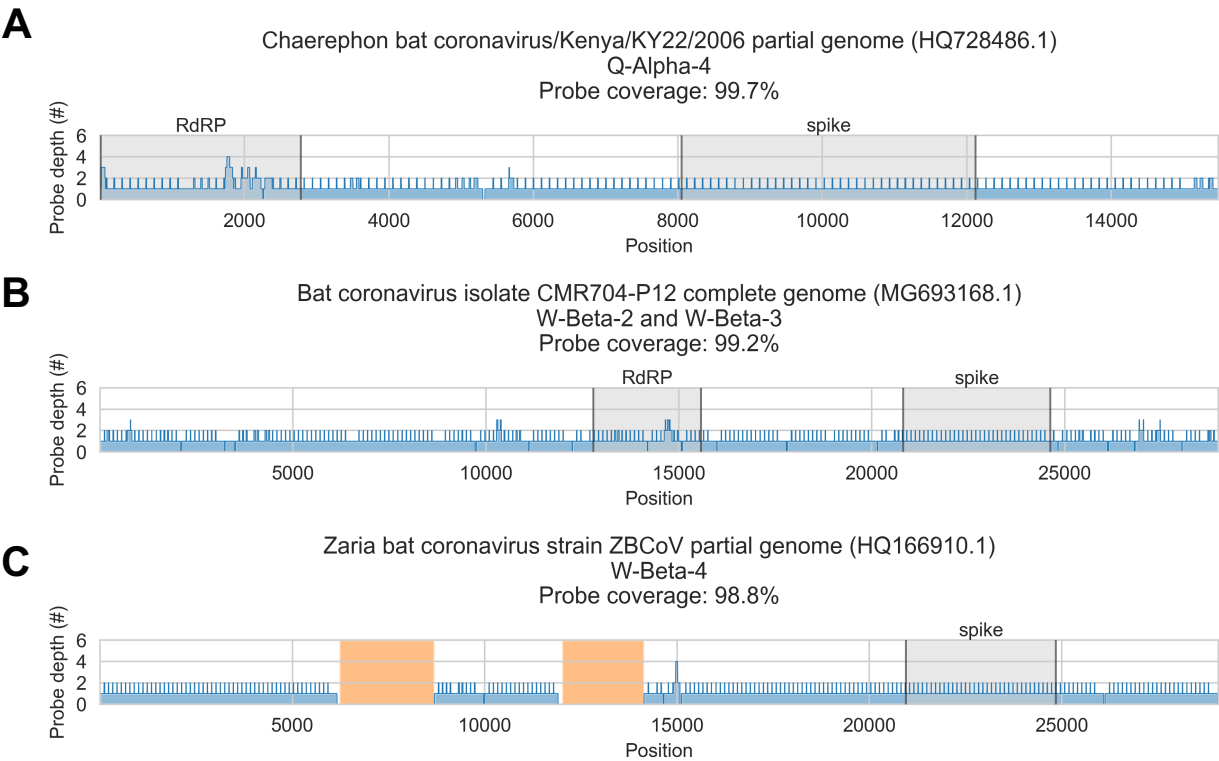 A
Chaerephon bat coronavirus/Kenya/KY22/2006 partial genome (HQ728486.1)
Q-Alpha-4
Probe coverage: 99.7%
RdRP spike
Probe depth (#)
6
4
2
0
2000 4000 6000 8000 10000 12000 14000
Position
B
Bat coronavirus isolate CMR704-P12 complete genome (MG693168.1)
W-Beta-2 and W-Beta-3
Probe coverage: 99.2%
RdRP spike
Probe depth (#)
6
4
2
0
5000 10000 15000 20000 25000
Position
C
Zaria bat coronavirus strain ZBCoV partial genome (HQ166910.1)
W-Beta-4
Probe coverage: 98.8%
spike
Probe depth (#)
6
4
2
0
5000 10000 15000 20000 25000
Position